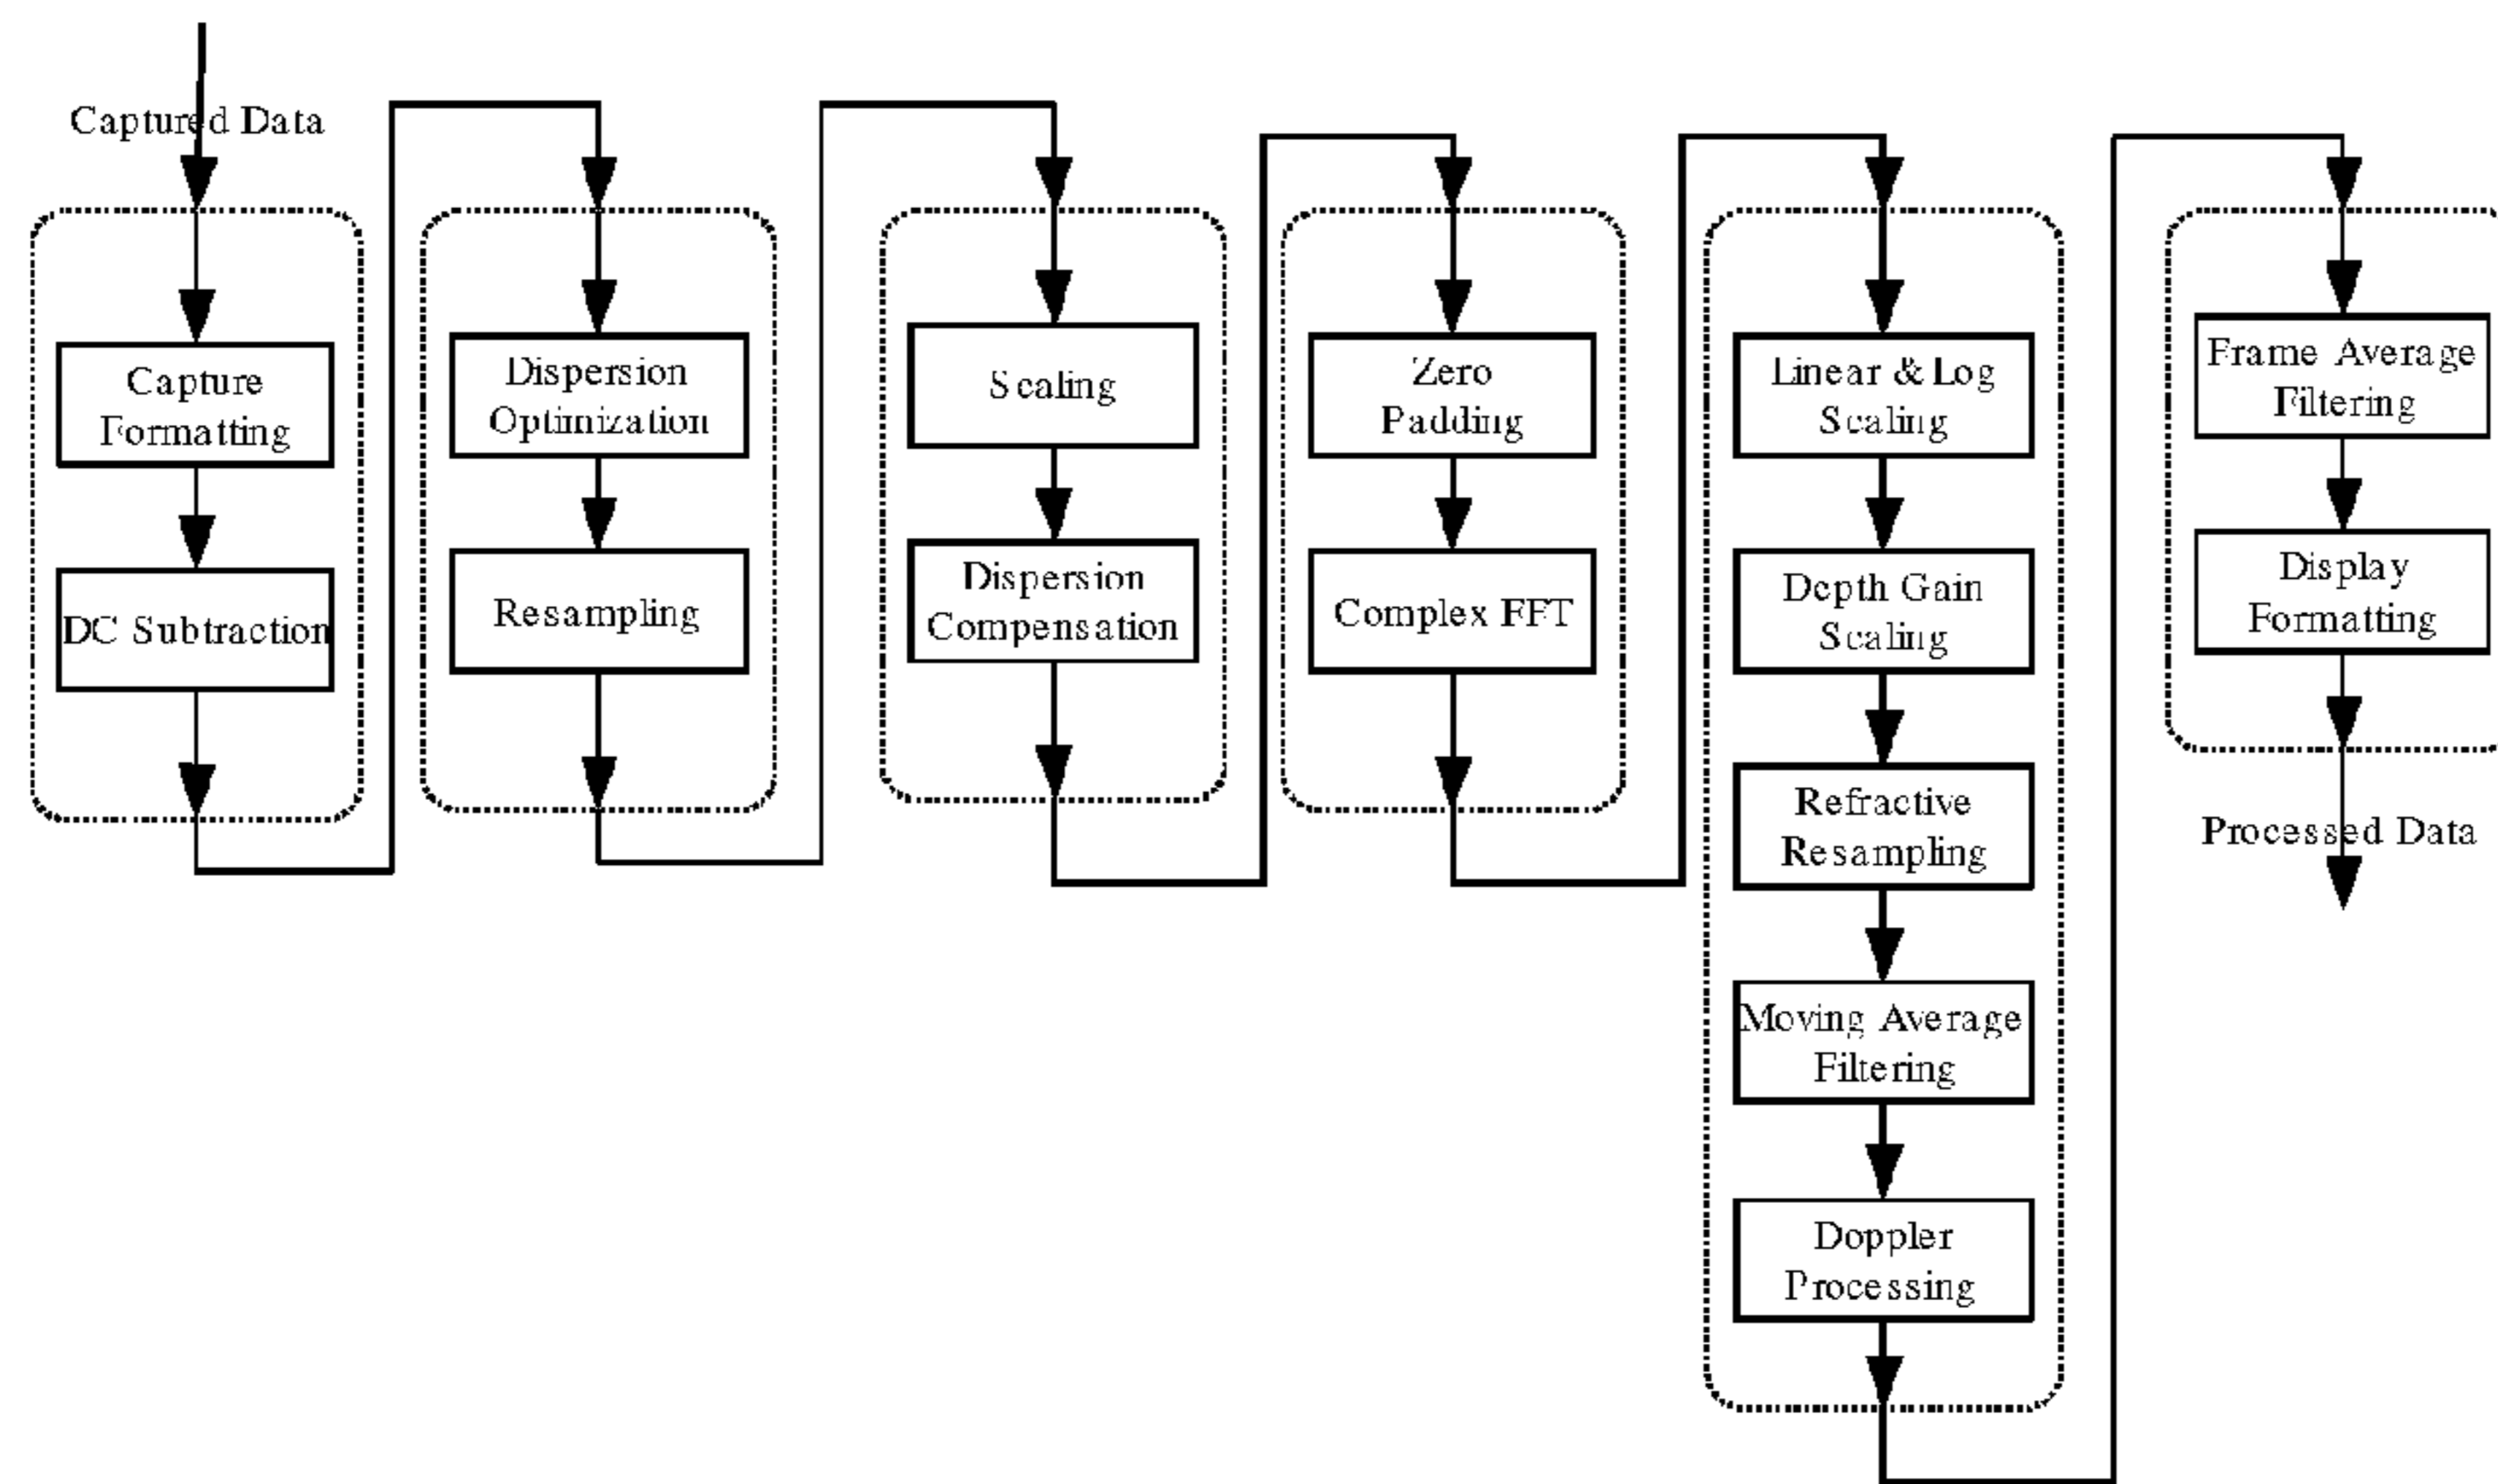 Captured Data
Capture
Formatting
DC Subtraction
Dispersion
Optimization
Resampling
Scaling
Dispersion
Compensation
Zero
Padding
Complex FFT
Linear & Log
Scaling
Depth Gain
Scaling
Refractive
Resampling
Moving Average
Filtering
Doppler
Processing
Frame Average
Filtering
Display
Formatting
Processed Data